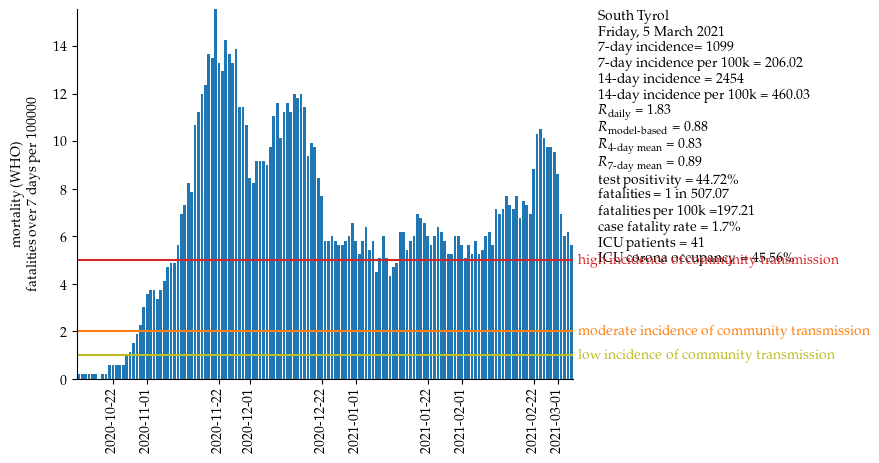 South Tyrol
Friday, 5 March 2021
7-day incidence= 1099
7-day incidence per 100k = 206.02
14-day incidence = 2454
14-day incidence per 100k = 460.03
R daily = 1.83
R model-based = 0.88
R 4-day mean = 0.83
R 7-day mean = 0.89
test positivity = 44.72%
fatalities = 1 in 507.07
fatalities per 100k =197.21
case fatality rate = 1.7%
ICU patients = 41
ICU corona occupancy = 45.56%
high incidence of community transmission
moderate incidence of community transmission
low incidence of community transmission
mortality (WHO)
fatalities over 7 days per 100000
14
12
10
8
6
4
2
0
2020-10-22
2020-11-01
2020-11-22
2020-12-01
2020-12-22
2021-01-01
2021-01-22
2021-02-01
2021-02-22
2021-03-01